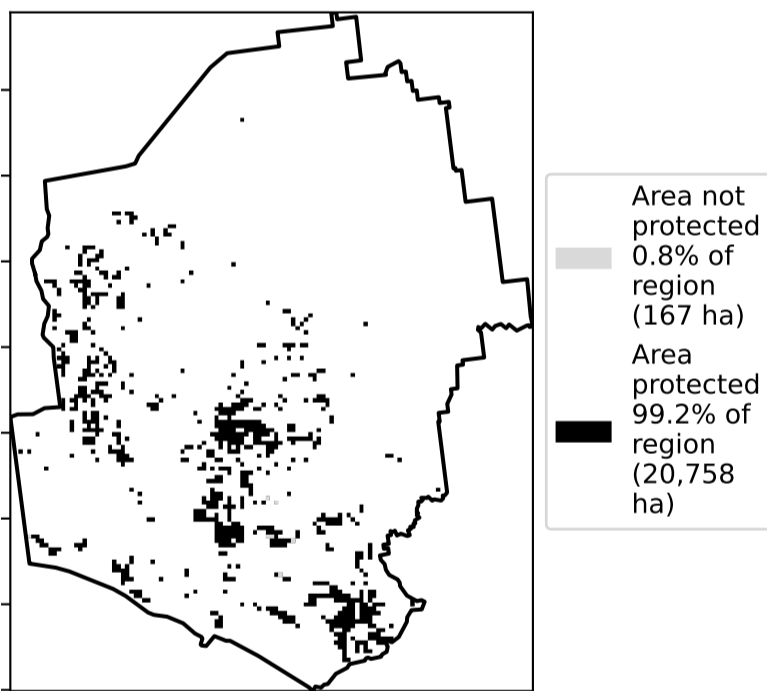 Area not
protected
0.8% of
region
(167 ha)
Area
protected
99.2% of
region
(20,758
ha)